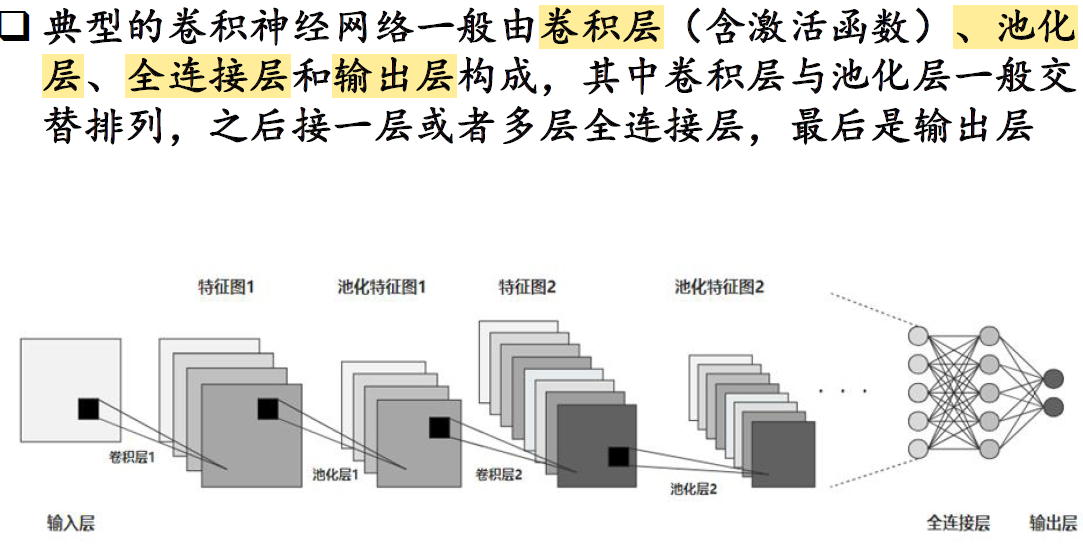 典型的卷积神经网络一般由卷积层（含激活函数）、池化
层、全连接层和输出层构成，其中卷积层与池化层一般交
替排列，之后接一层或者多层全连接层，最后是输出层
特征图1 池化特征图1 特征图2 池化特征图2
卷积层1
池化层1
卷积层2
池化层2
输入层 全连接层 输出层